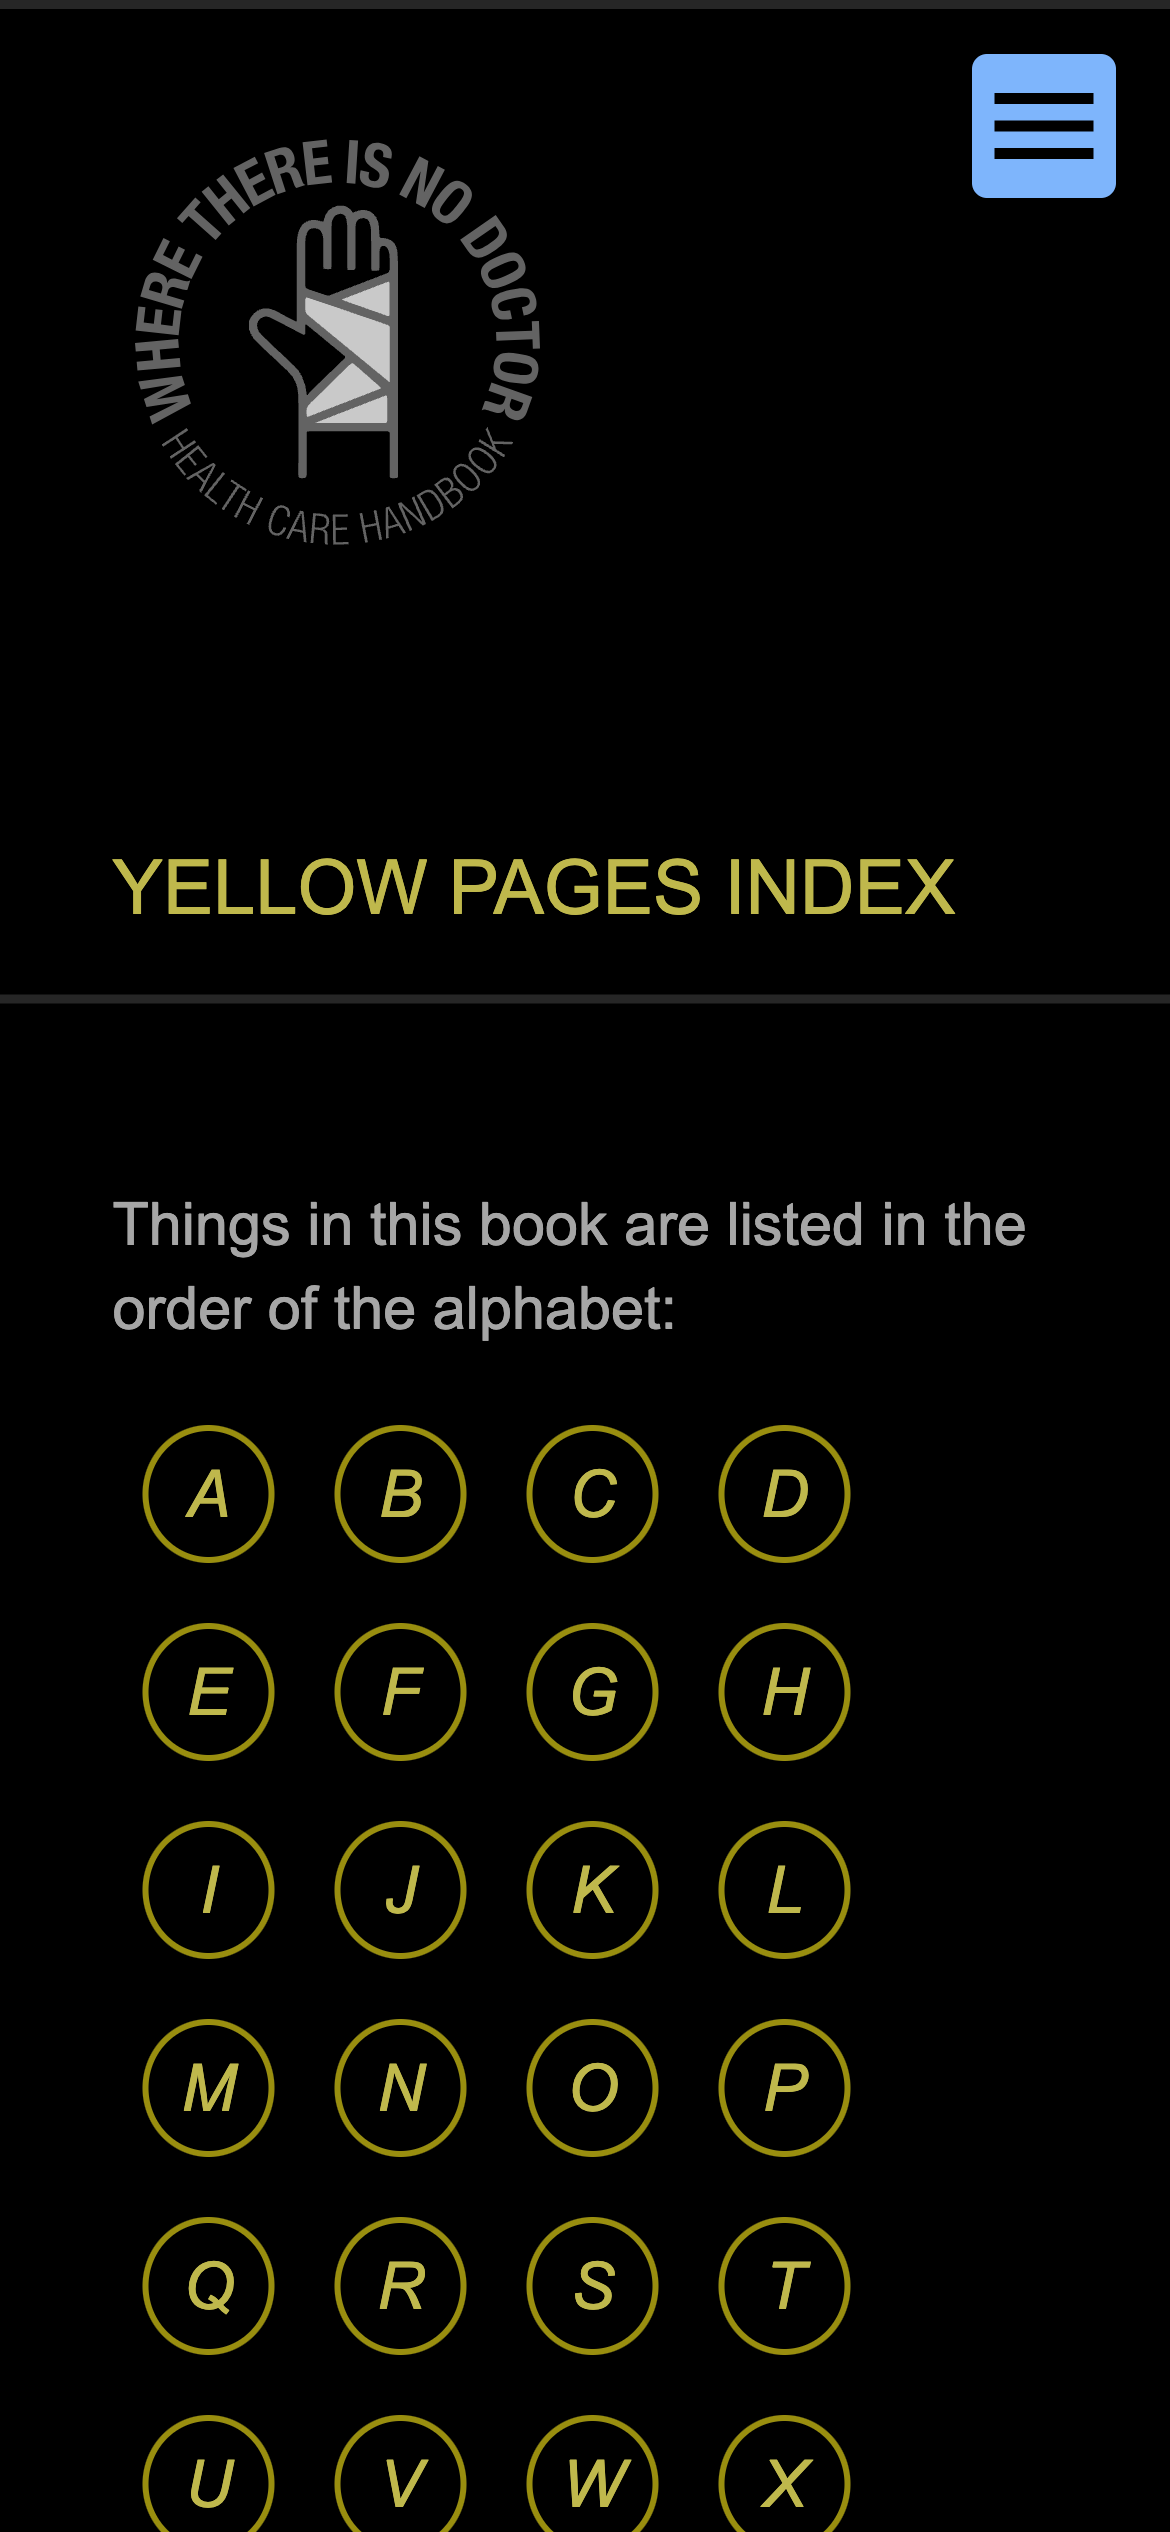 WHERE THERE IS NO DOCTOR
HEALTH CARE HANDBOOK
YELLOW PAGES INDEX
Things in this book are listed in the
order of the alphabet:
A B C D
E F G H
I J K L
M N O P
Q R S T
U V W X